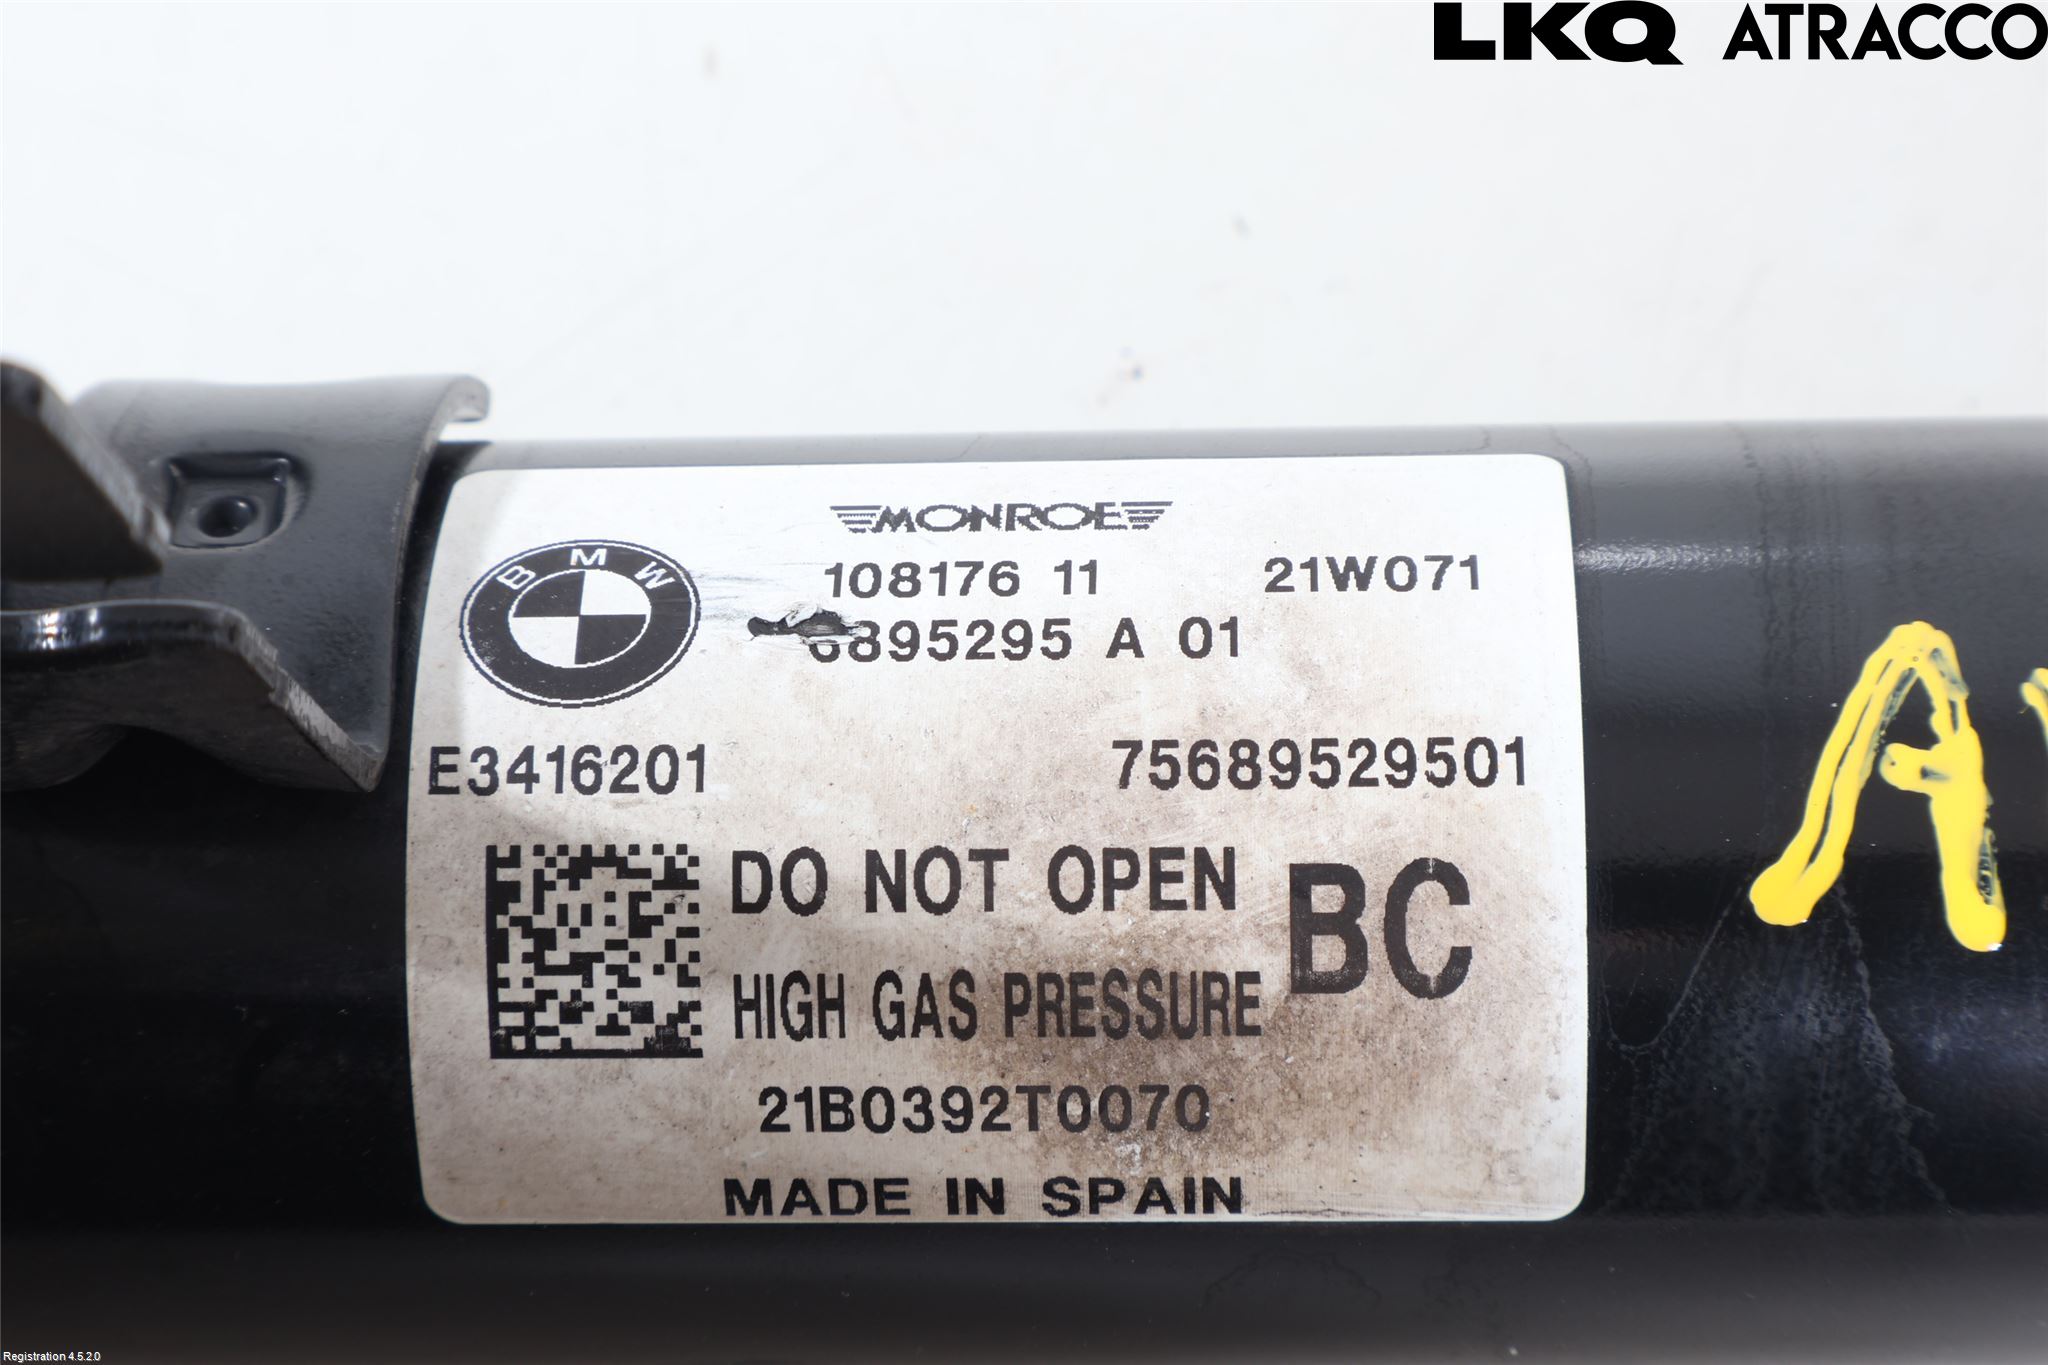 LKQ ATRACCO
MONROE
108176 11 21W071
BMW
6895295 A 01
E3416201 75689529501
DO NOT OPEN
BC
HIGH GAS PRESSURE
21B0392T0070
MADE IN SPAIN
A
Registration 4.5.2.0